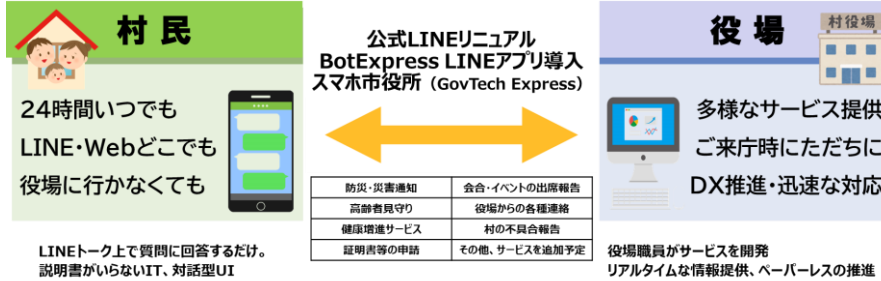 村民
24時間いつでも
LINE・Webどこでも
役場に行かなくても
LINEトーク上で質問に回答するだけ。
説明書がいらないIT、対話型UI
公式LINEリニューアル
BotExpress LINEアプリ導入
スマホ市役所（GovTech Express）
防災・災害通知 会合・イベントの出席報告
高齢者見守り 役場からの各種連絡
健康増進サービス 村の不具合報告
証明書等の申請 その他、サービスを追加予定
役場
村役場
多様なサービス提供
ご来庁時にただちに
DX推進・迅速な対応
役場職員がサービスを開発
リアルタイムな情報提供、ペーパーレスの推進